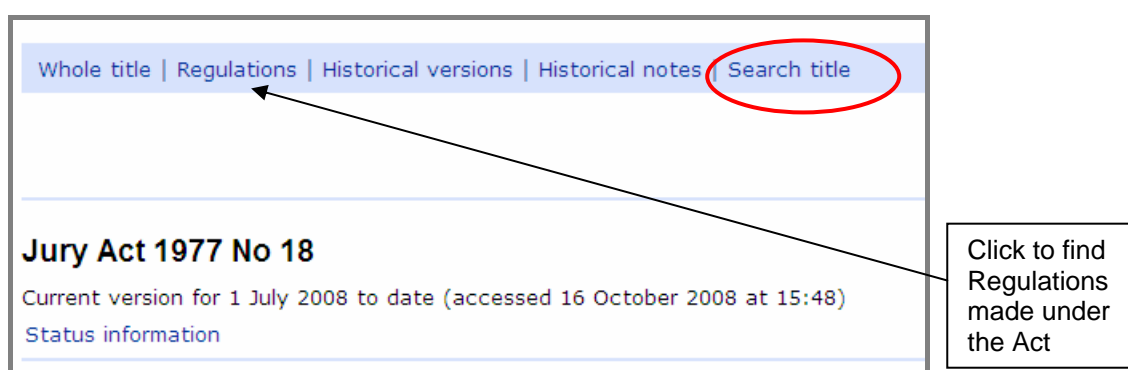 Whole title | Regulations | Historical versions | Historical notes | Search title
Jury Act 1977 No 18
Current version for 1 July 2008 to date (accessed 16 October 2008 at 15:48)
Status information
Click to find
Regulations
made under
the Act